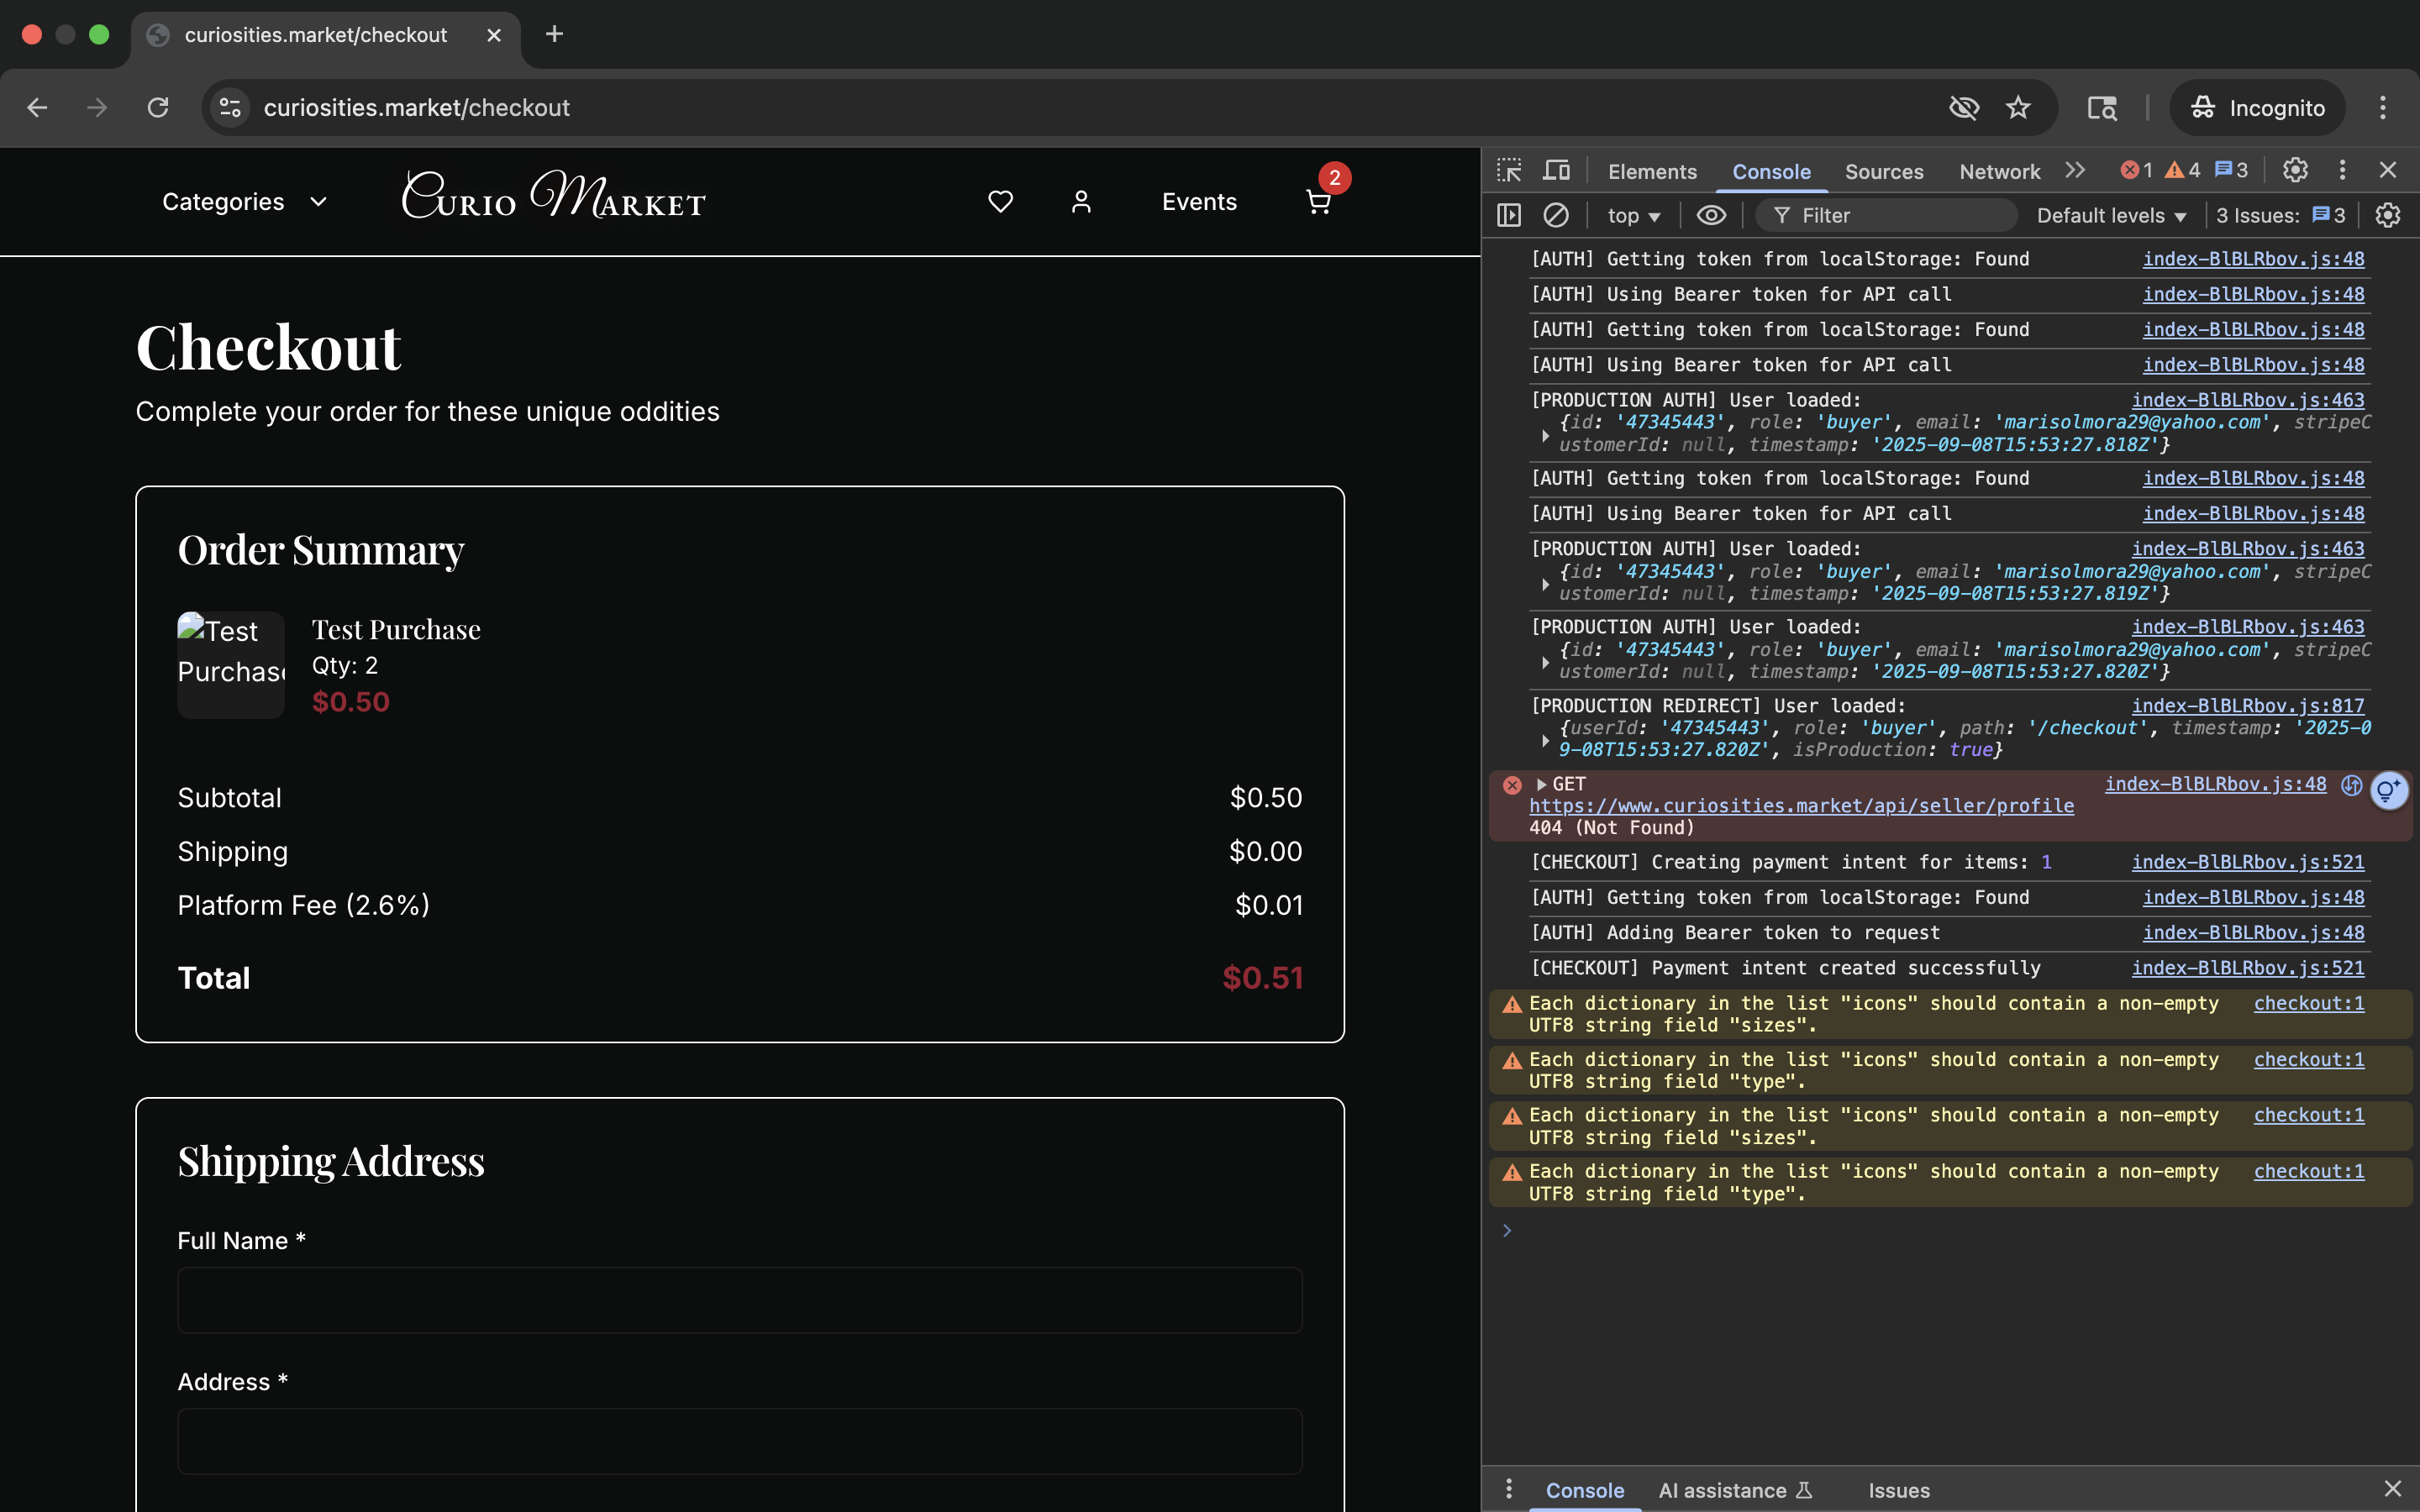 curiosities.market/checkout
curiosities.market/checkout
Incognito
Categories
Curio Market
Events
2
Checkout
Complete your order for these unique oddities
Order Summary
Test
Purchase
Test Purchase
Qty: 2
$0.50
Subtotal $0.50
Shipping $0.00
Platform Fee (2.6%) $0.01
Total $0.51
Shipping Address
Full Name *
Address *
Elements Console Sources Network 1 4 3
top Filter Default levels 3 Issues: 3
[AUTH] Getting token from localStorage: Found index-BlBLRbov.js:48
[AUTH] Using Bearer token for API call index-BlBLRbov.js:48
[AUTH] Getting token from localStorage: Found index-BlBLRbov.js:48
[AUTH] Using Bearer token for API call index-BlBLRbov.js:48
[PRODUCTION AUTH] User loaded: index-BlBLRbov.js:463
{id: '47345443', role: 'buyer', email: 'marisolmora29@yahoo.com', stripeC
ustomerId: null, timestamp: '2025-09-08T15:53:27.818Z'}
[AUTH] Getting token from localStorage: Found index-BlBLRbov.js:48
[AUTH] Using Bearer token for API call index-BlBLRbov.js:48
[PRODUCTION AUTH] User loaded: index-BlBLRbov.js:463
{id: '47345443', role: 'buyer', email: 'marisolmora29@yahoo.com', stripeC
ustomerId: null, timestamp: '2025-09-08T15:53:27.819Z'}
[PRODUCTION AUTH] User loaded: index-BlBLRbov.js:463
{id: '47345443', role: 'buyer', email: 'marisolmora29@yahoo.com', stripeC
ustomerId: null, timestamp: '2025-09-08T15:53:27.820Z'}
[PRODUCTION REDIRECT] User loaded: index-BlBLRbov.js:817
{userId: '47345443', role: 'buyer', path: '/checkout', timestamp: '2025-0
9-08T15:53:27.820Z', isProduction: true}
GET index-BlBLRbov.js:48
https://www.curiosities.market/api/seller/profile
404 (Not Found)
[CHECKOUT] Creating payment intent for items: 1 index-BlBLRbov.js:521
[AUTH] Getting token from localStorage: Found index-BlBLRbov.js:48
[AUTH] Adding Bearer token to request index-BlBLRbov.js:48
[CHECKOUT] Payment intent created successfully index-BlBLRbov.js:521
Each dictionary in the list "icons" should contain a non-empty checkout:1
UTF8 string field "sizes".
Each dictionary in the list "icons" should contain a non-empty checkout:1
UTF8 string field "type".
Each dictionary in the list "icons" should contain a non-empty checkout:1
UTF8 string field "sizes".
Each dictionary in the list "icons" should contain a non-empty checkout:1
UTF8 string field "type".
Console AI assistance Issues